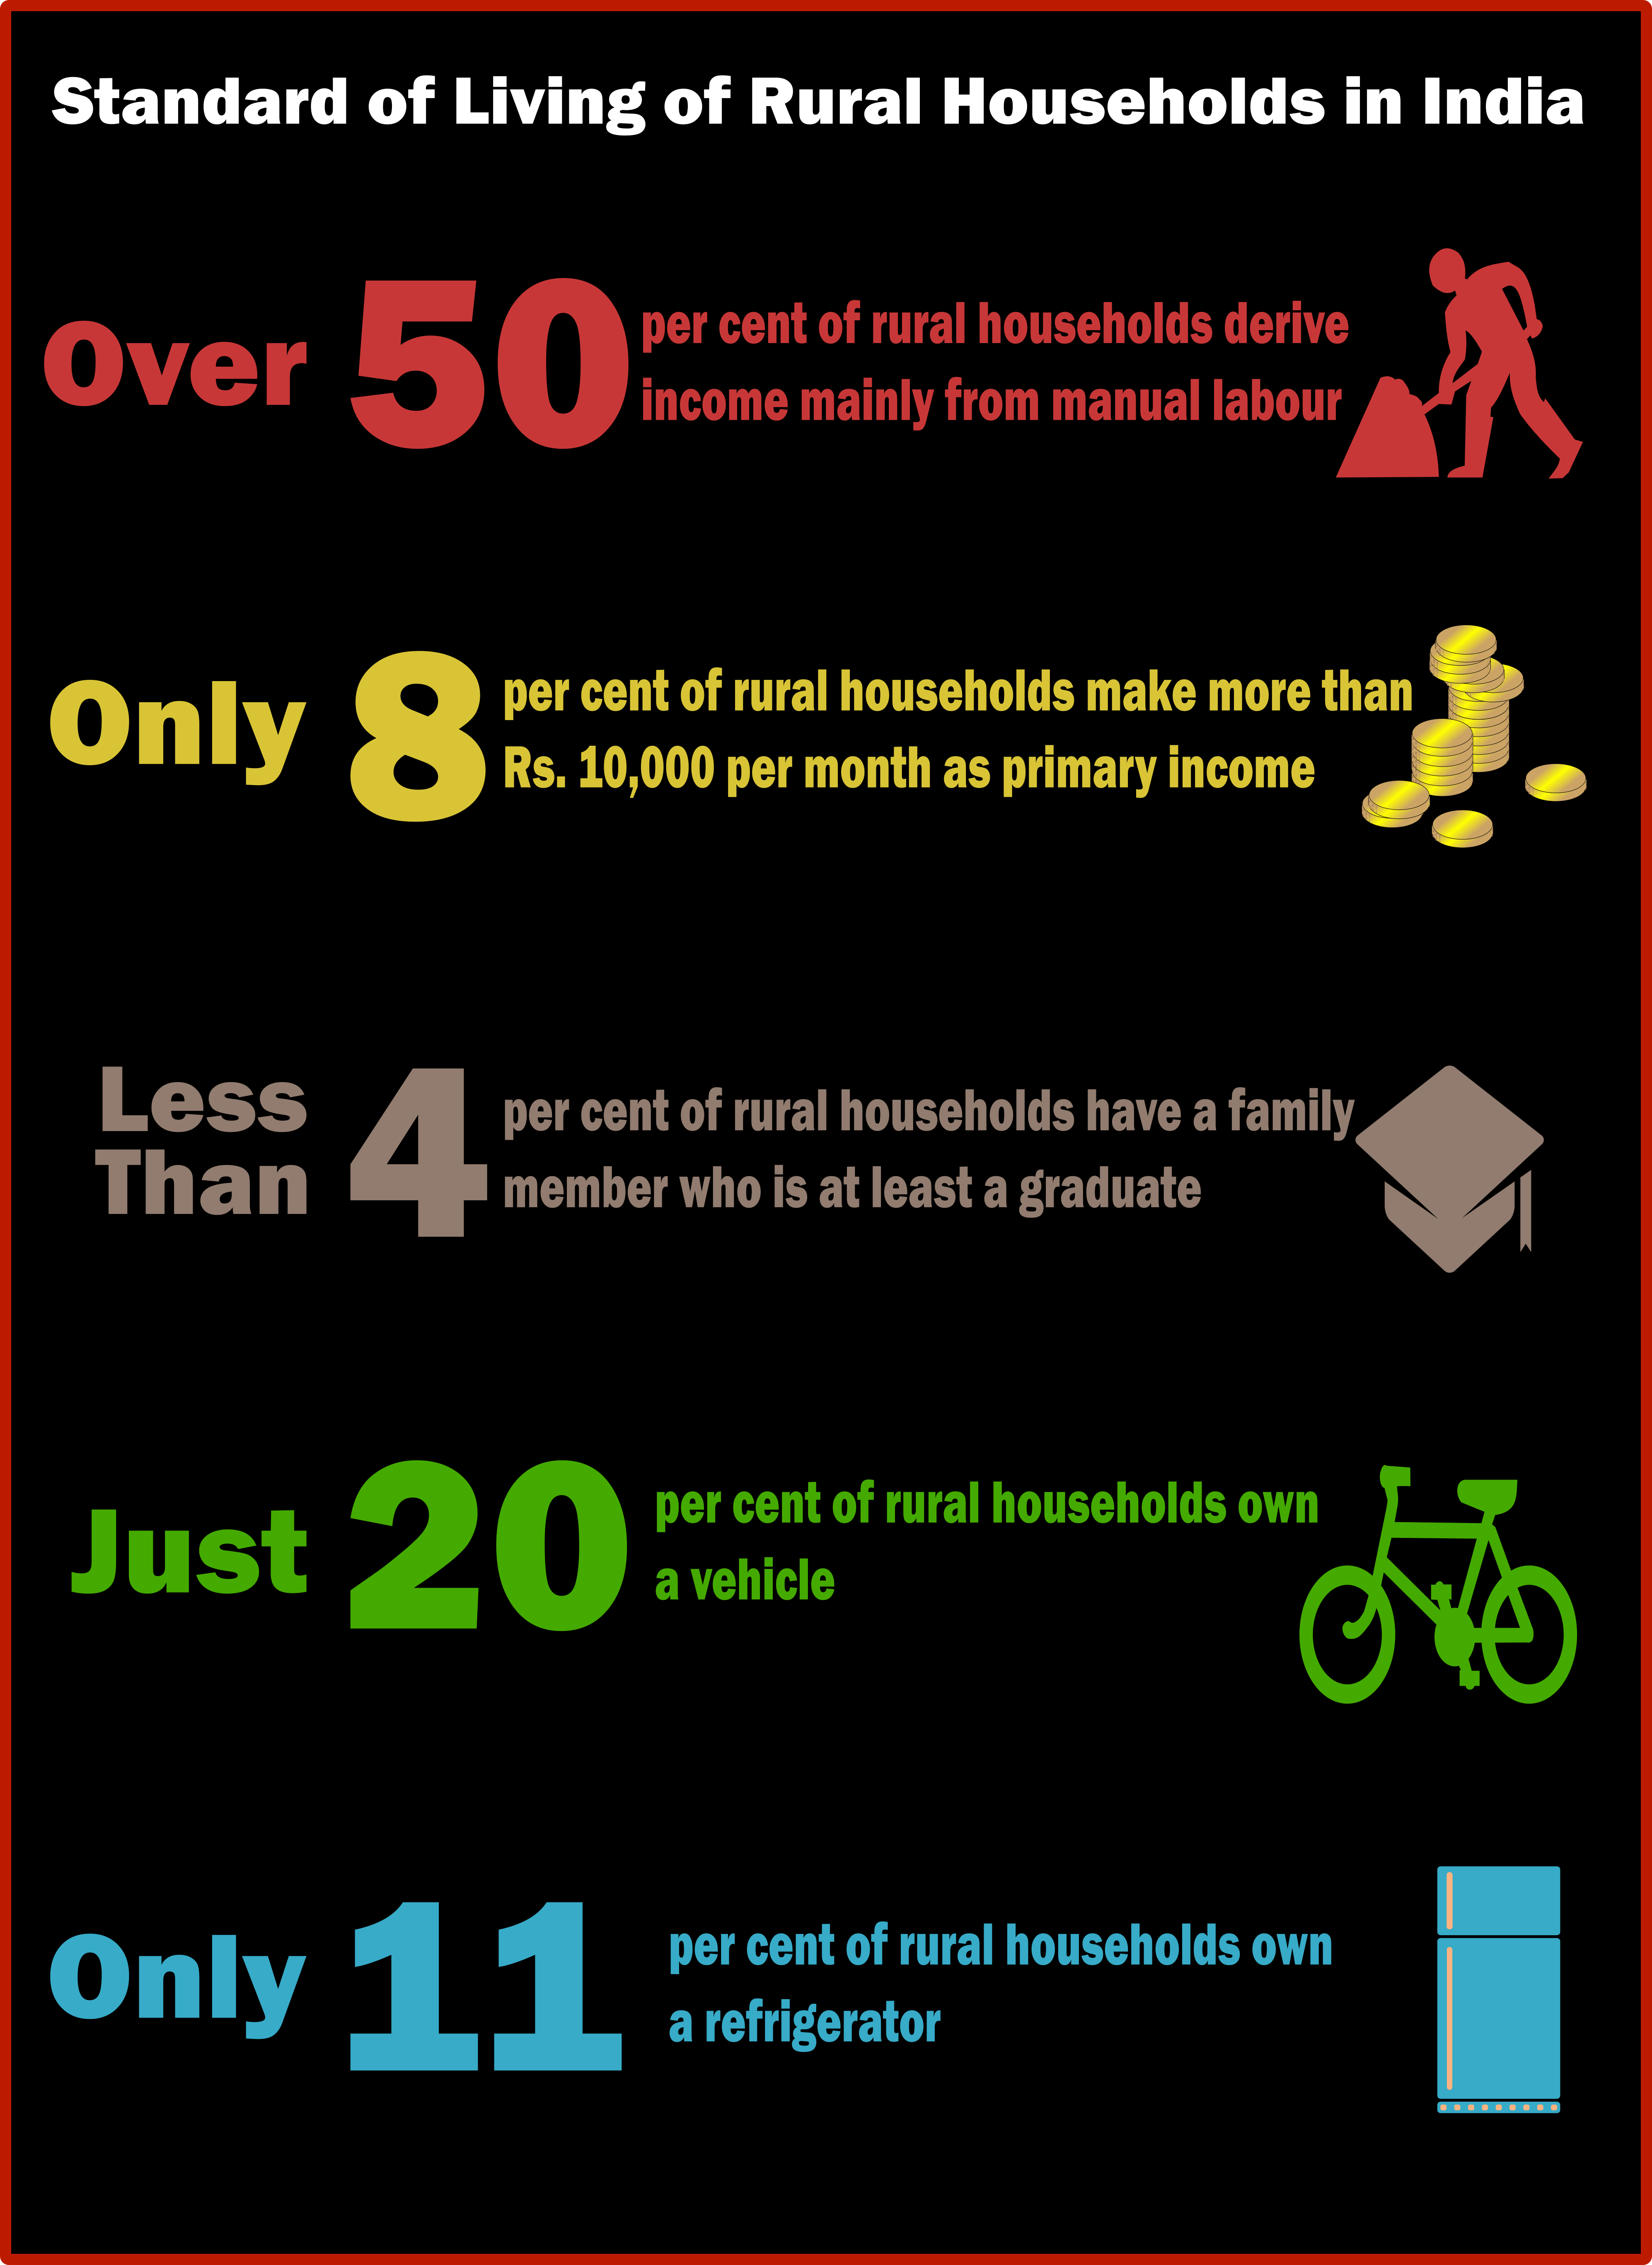 Standard of Living of Rural Households in India
Over 50 per cent of rural households derive
income mainly from manual labour
Only 8 per cent of rural households make more than
Rs. 10,000 per month as primary income
Less
Than 4 per cent of rural households have a family
member who is at least a graduate
Just 20 per cent of rural households own
a vehicle
Only 11 per cent of rural households own
a refrigerator